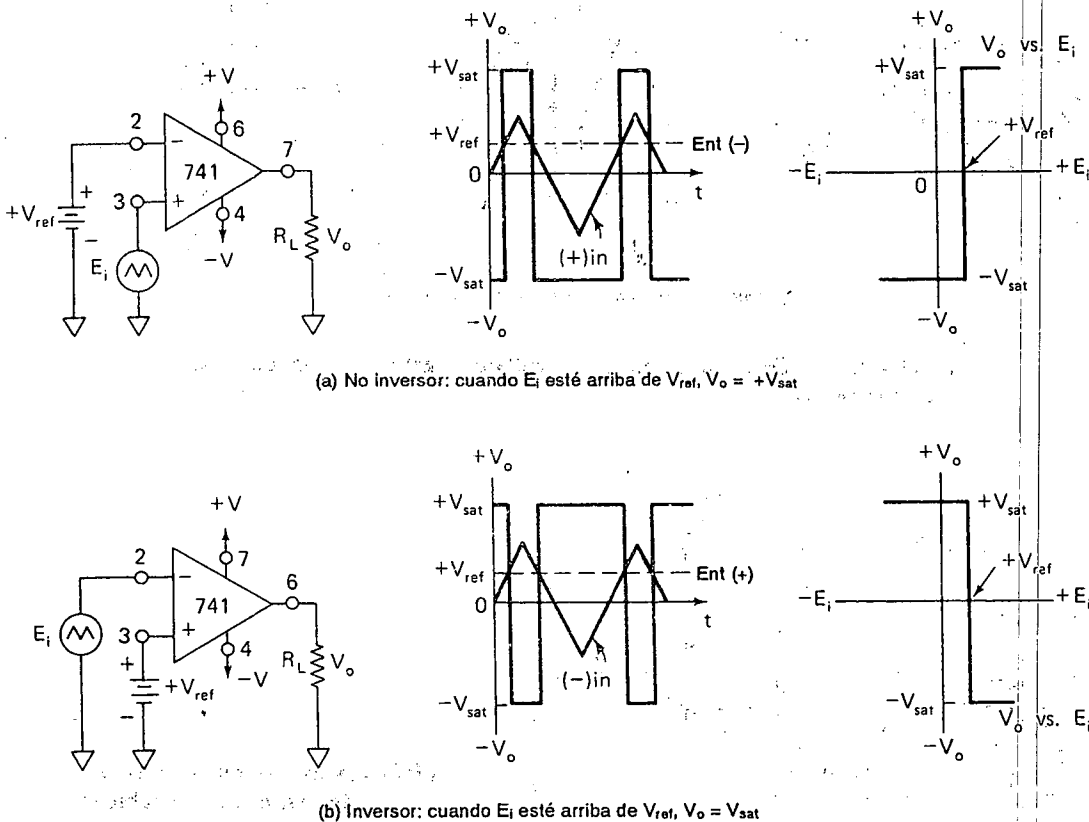 +V
2
−
6
741
7
3
+
4
−V
+
+V_ref
−
E_i
R_L
V_o
+V_o
+V_sat
+V_ref
Ent (−)
0
t
(+)in
−V_sat
−V_o
+V_o
V_o vs. E_i
+V_sat
+V_ref
−E_i
0
+E_i
−V_sat
−V_o
(a) No inversor: cuando E_i esté arriba de V_ref, V_o = +V_sat
+V
7
2
−
741
6
E_i
3
+
4
−V
+
+V_ref
−
R_L
V_o
+V_o
+V_sat
+V_ref
Ent (+)
0
t
(−)in
−V_sat
−V_o
+V_o
+V_sat
+V_ref
−E_i
+E_i
−V_sat
V_o vs. E_i
−V_o
(b) Inversor: cuando E_i esté arriba de V_ref, V_o = V_sat